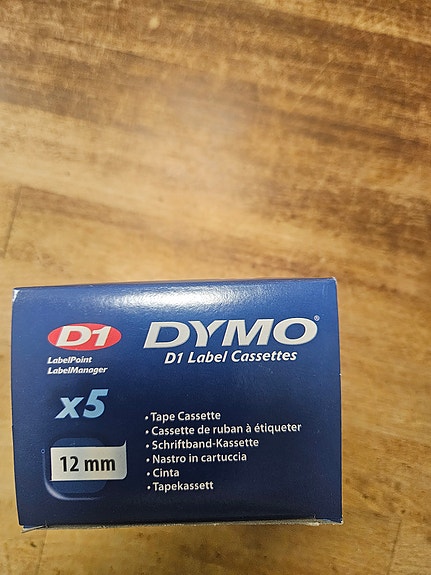 D1
DYMO®
D1 Label Cassettes
LabelPoint
LabelManager
x5
12 mm
• Tape Cassette
• Cassette de ruban à étiqueter
• Schriftband-Kassette
• Nastro in cartuccia
• Cinta
• Tapekassett